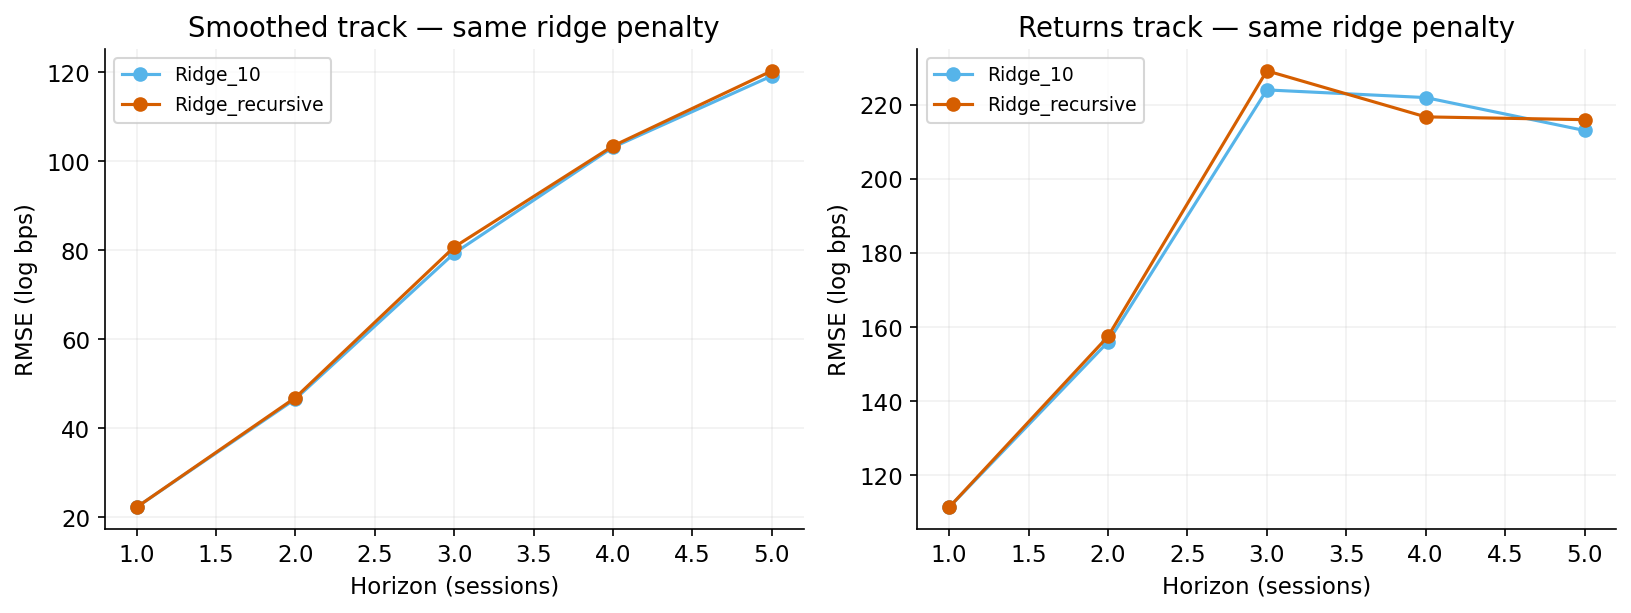 Smoothed track — same ridge penalty
Ridge_10
Ridge_recursive
RMSE (log bps)
120
100
80
60
40
20
1.0 1.5 2.0 2.5 3.0 3.5 4.0 4.5 5.0
Horizon (sessions)
Returns track — same ridge penalty
Ridge_10
Ridge_recursive
RMSE (log bps)
220
200
180
160
140
120
1.0 1.5 2.0 2.5 3.0 3.5 4.0 4.5 5.0
Horizon (sessions)